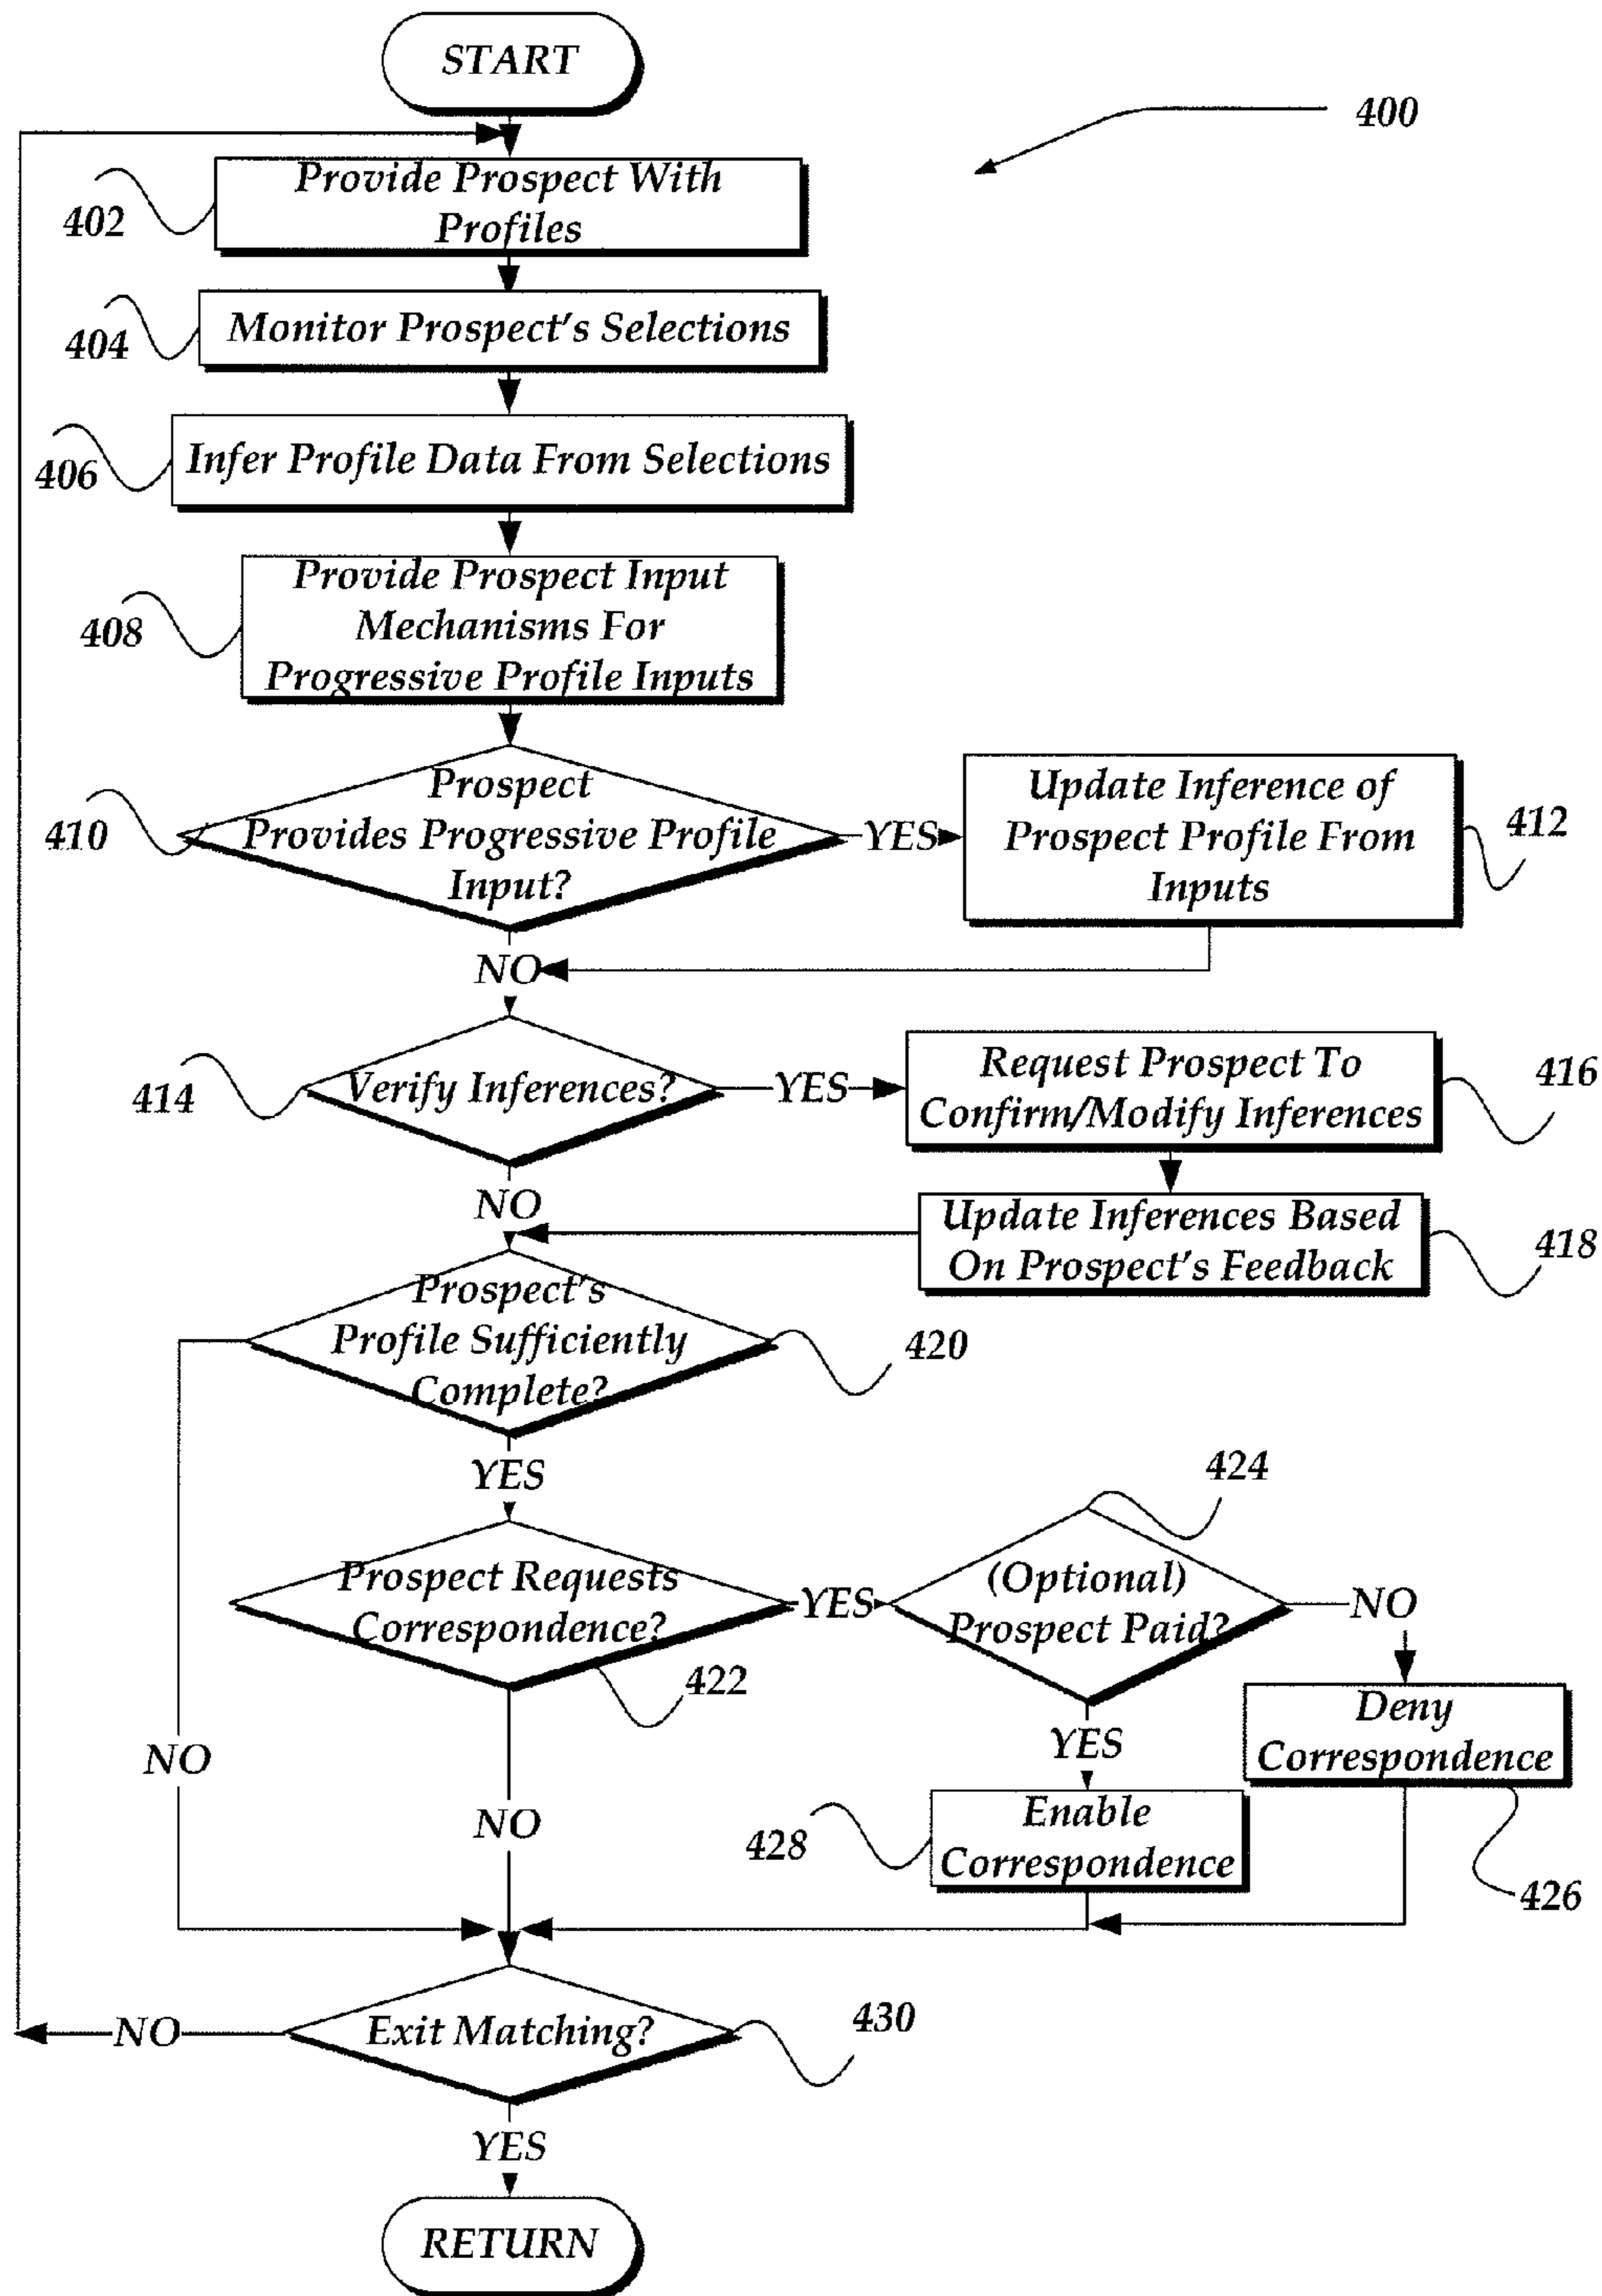 START
400
Provide Prospect With
Profiles
402
Monitor Prospect's Selections
404
Infer Profile Data From Selections
406
Provide Prospect Input
Mechanisms For
Progressive Profile Inputs
408
Prospect
Provides Progressive Profile
Input?
410
YES
Update Inference of
Prospect Profile From
Inputs
412
NO
Verify Inferences?
414
YES
Request Prospect To
Confirm/Modify Inferences
416
NO
Update Inferences Based
On Prospect's Feedback
418
Prospect's
Profile Sufficiently
Complete?
420
YES
424
Prospect Requests
Correspondence?
422
YES
(Optional)
Prospect Paid?
NO
Deny
Correspondence
426
YES
NO
NO
Enable
Correspondence
428
Exit Matching?
430
NO
YES
RETURN